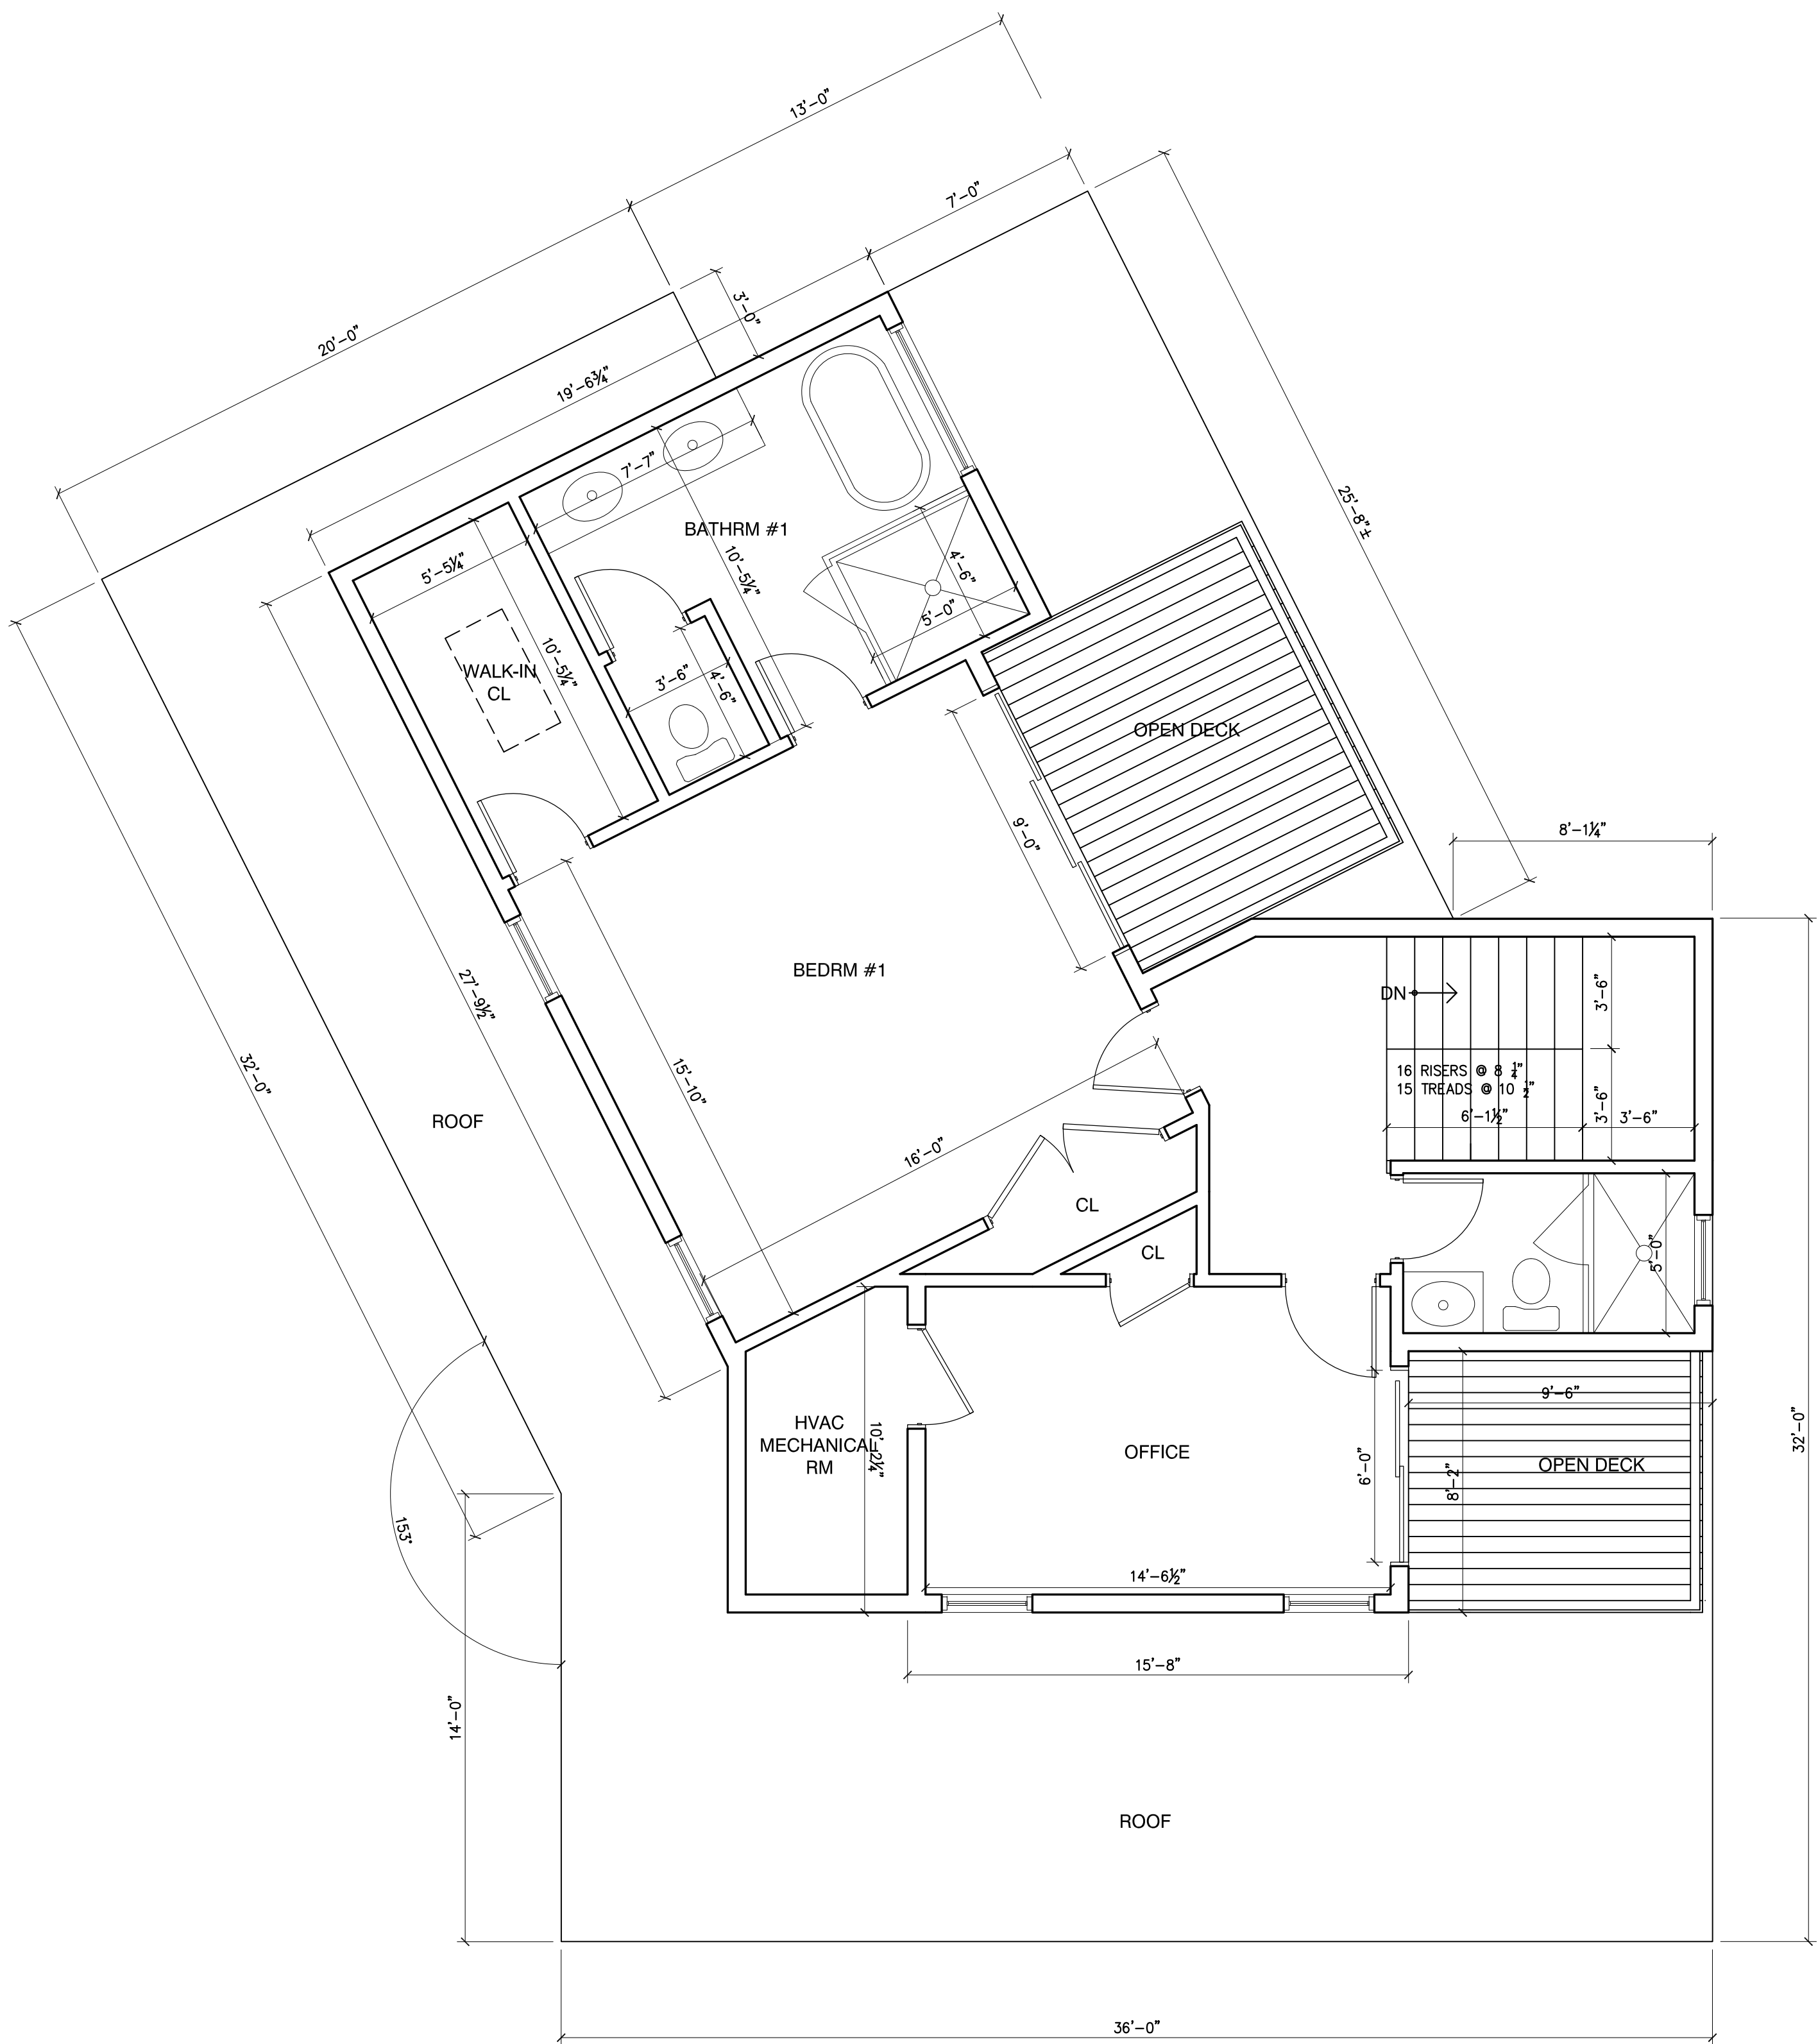 13'-0"
7'-0"
20'-0"
3'-0"
19'-6¾"
7'-7"
BATHRM #1
25'-8"±
5'-5¼"
10'-5¼"
4'-6"
5'-0"
WALK-IN
CL
10'-5¼"
3'-6"
4'-6"
OPEN DECK
9'-0"
8'-1¼"
BEDRM #1
27'-9½"
DN
3'-6"
32'-0"
15'-10"
16 RISERS @ 8 ¼"
15 TREADS @ 10 ½"
6'-1½"
3'-6"
3'-6"
ROOF
16'-0"
CL
CL
5'-0"
9'-6"
HVAC
MECHANICAL
RM
10'-2¼"
OFFICE
6'-0"
8'-2"
OPEN DECK
32'-0"
153°
14'-6½"
15'-8"
14'-0"
ROOF
36'-0"